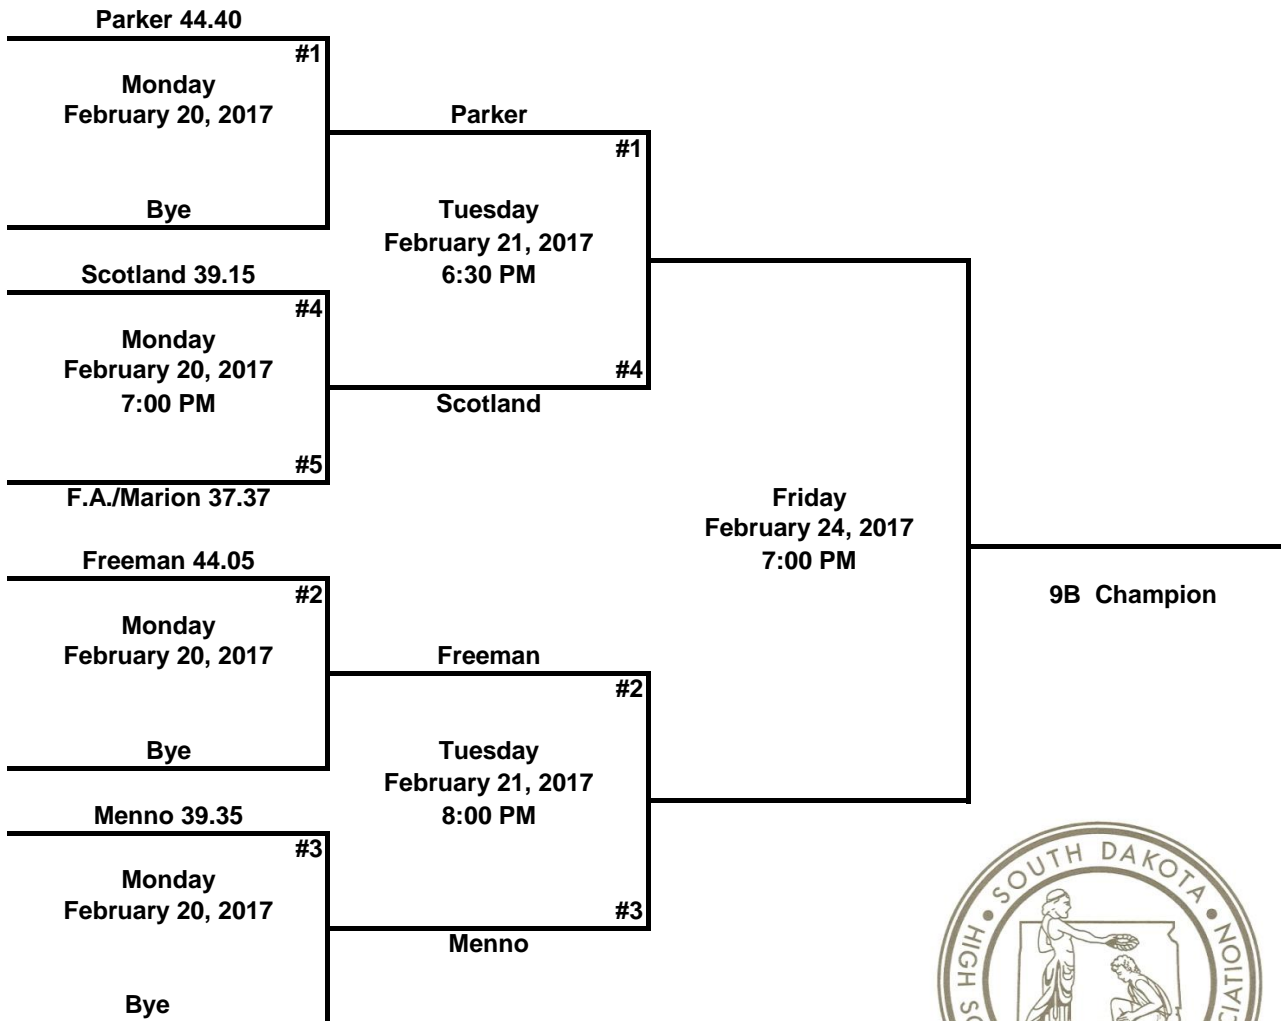 Parker 44.40
#1
Monday
February 20, 2017
Bye
Scotland 39.15
#4
Monday
February 20, 2017
7:00 PM
#5
F.A./Marion 37.37
Freeman 44.05
#2
Monday
February 20, 2017
Bye
Menno 39.35
#3
Monday
February 20, 2017
Bye
Parker
#1
Tuesday
February 21, 2017
6:30 PM
#4
Scotland
Freeman
#2
Tuesday
February 21, 2017
8:00 PM
#3
Menno
Friday
February 24, 2017
7:00 PM
9B Champion
HIGH
SOUTH DAKOTA